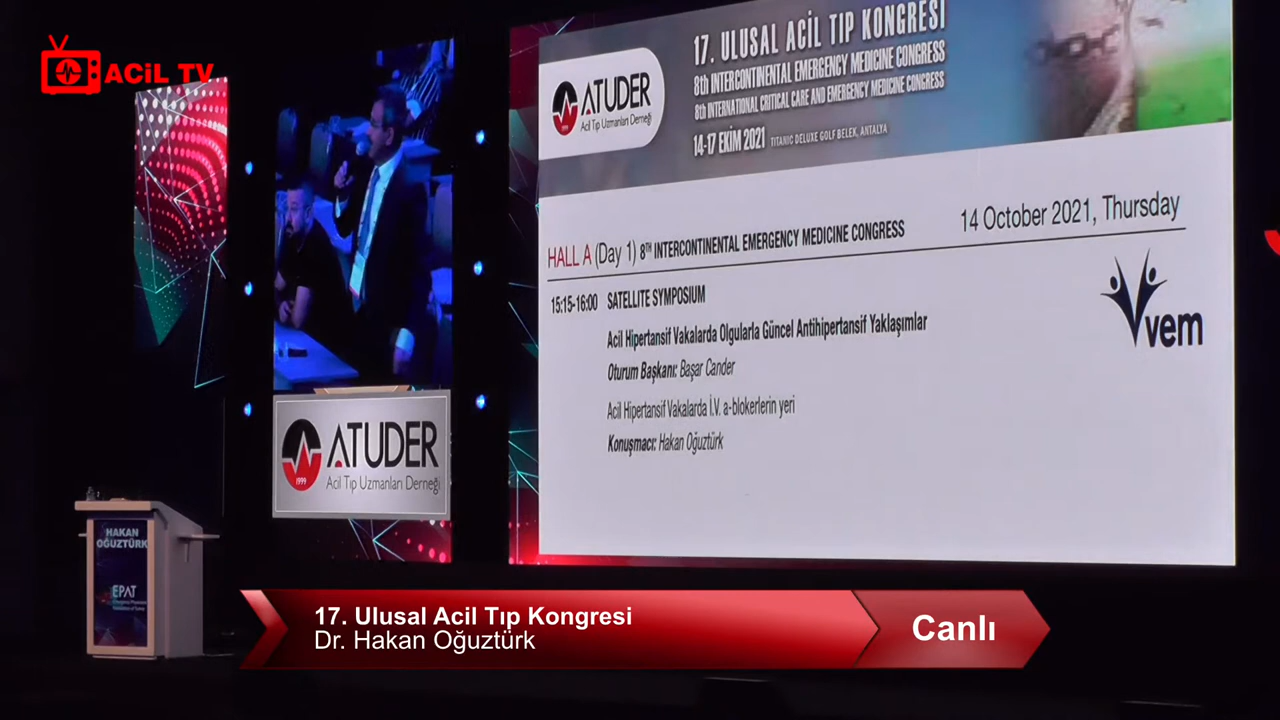 ACiL TV
ATUDER
Acil Tıp Uzmanları Derneği
1999
17. ULUSAL ACİL TIP KONGRESİ
8th INTERCONTINENTAL EMERGENCY MEDICINE CONGRESS
8th INTERNATIONAL CRITICAL CARE AND EMERGENCY MEDICINE CONGRESS
14-17 EKİM 2021 TITANIC DELUXE GOLF BELEK, ANTALYA
HALL A (Day 1) 8TH INTERCONTINENTAL EMERGENCY MEDICINE CONGRESS
14 October 2021, Thursday
15:15-16:00 SATELLITE SYMPOSIUM
Acil Hipertansif Vakalarda Olgularla Güncel Antihipertansif Yaklaşımlar
Oturum Başkanı: Başar Cander
Acil Hipertansif Vakalarda İ.V. a-blokerlerin yeri
Konuşmacı: Hakan Oğuztürk
vem
ATUDER
Acil Tıp Uzmanları Derneği
1999
HAKAN
OĞUZTÜRK
EPAT
17. Ulusal Acil Tıp Kongresi
Dr. Hakan Oğuztürk
Canlı